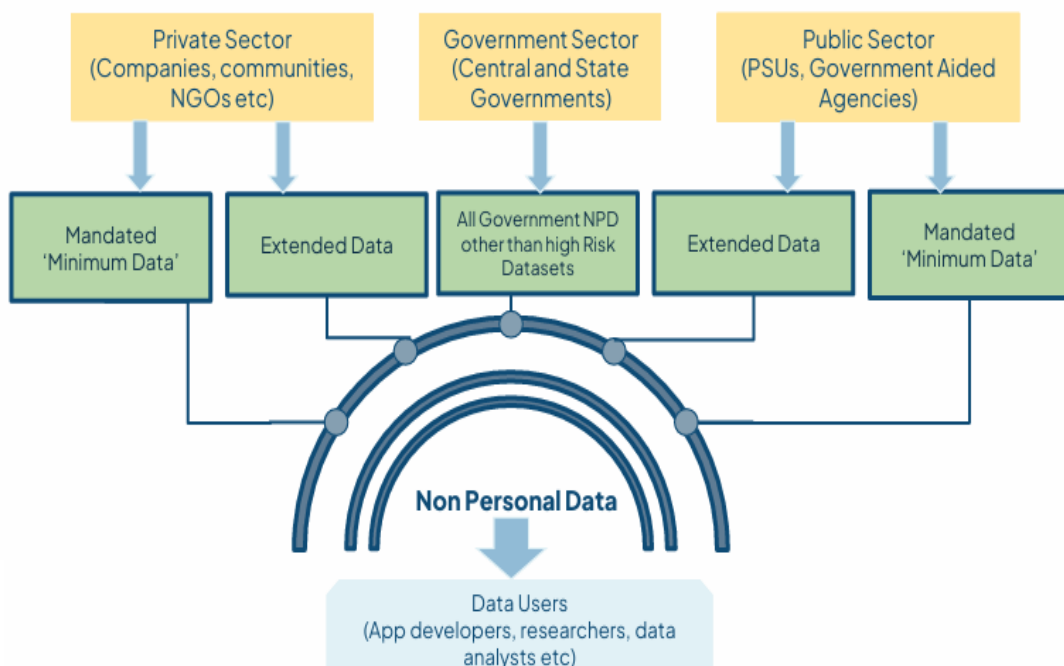 Private Sector
(Companies, communities,
NGOs etc)
Government Sector
(Central and State
Governments)
Public Sector
(PSUs, Government Aided
Agencies)
Mandated
‘Minimum Data’
Extended Data
All Government NPD
other than high Risk
Datasets
Extended Data
Mandated
‘Minimum Data’
Non Personal Data
Data Users
(App developers, researchers, data
analysts etc)